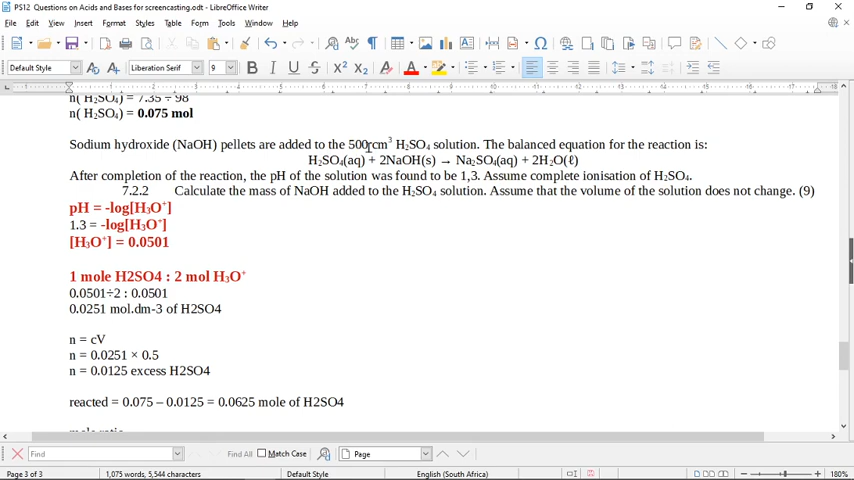 PS12 Questions on Acids and Bases for screencasting.odt - LibreOffice Writer
File Edit View Insert Format Styles Table Form Tools Window Help
Default Style Liberation Serif 9
n( H₂SO₄) = 7.35 ÷ 98
n( H₂SO₄) = 0.075 mol
Sodium hydroxide (NaOH) pellets are added to the 500 cm³ H₂SO₄ solution. The balanced equation for the reaction is:
H₂SO₄(aq) + 2NaOH(s) → Na₂SO₄(aq) + 2H₂O(ℓ)
After completion of the reaction, the pH of the solution was found to be 1,3. Assume complete ionisation of H₂SO₄.
7.2.2 Calculate the mass of NaOH added to the H₂SO₄ solution. Assume that the volume of the solution does not change. (9)
pH = -log[H₃O⁺]
1.3 = -log[H₃O⁺]
[H₃O⁺] = 0.0501
1 mole H2SO4 : 2 mol H₃O⁺
0.0501÷2 : 0.0501
0.0251 mol.dm-3 of H2SO4
n = cV
n = 0.0251 × 0.5
n = 0.0125 excess H2SO4
reacted = 0.075 – 0.0125 = 0.0625 mole of H2SO4
mole ratio
Find Find All Match Case Page
Page 3 of 3 1,075 words, 5,544 characters Default Style English (South Africa) 180%